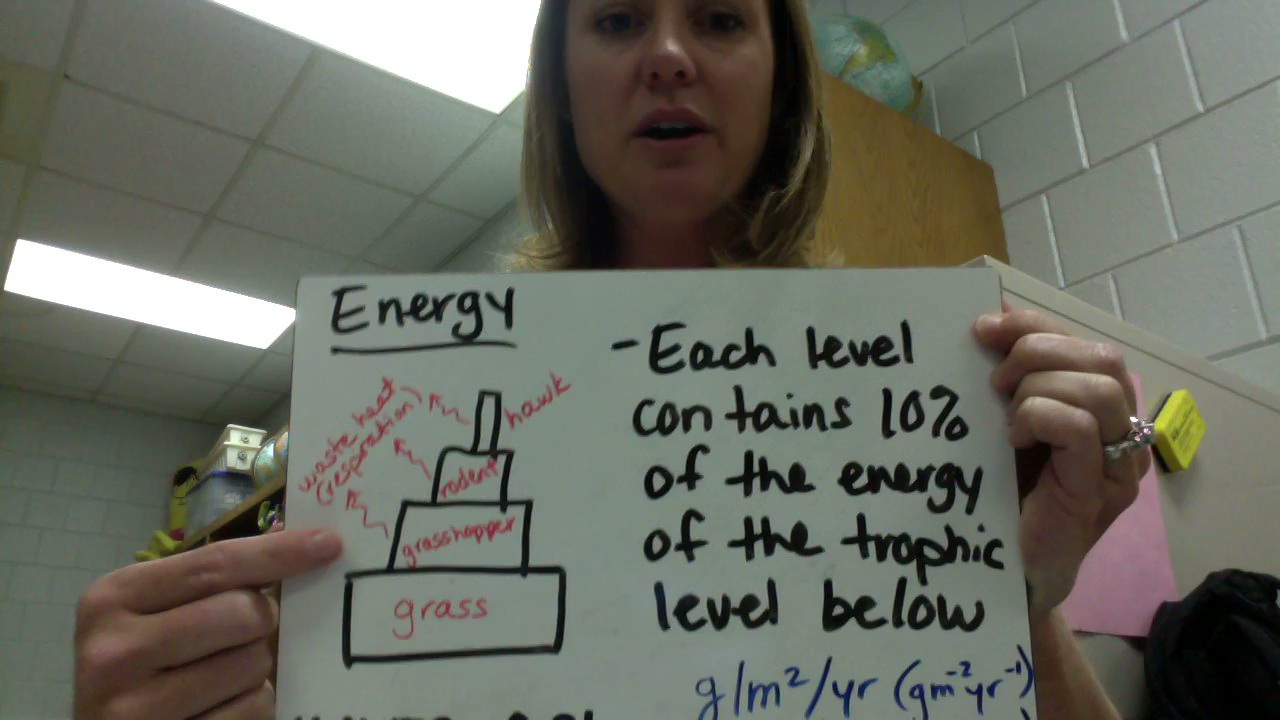 Energy
waste heat
(respiration)
hawk
rodent
grasshopper
grass
- Each level
contains 10%
of the energy
of the trophic
level below
g/m²/yr (gm⁻²yr⁻¹)